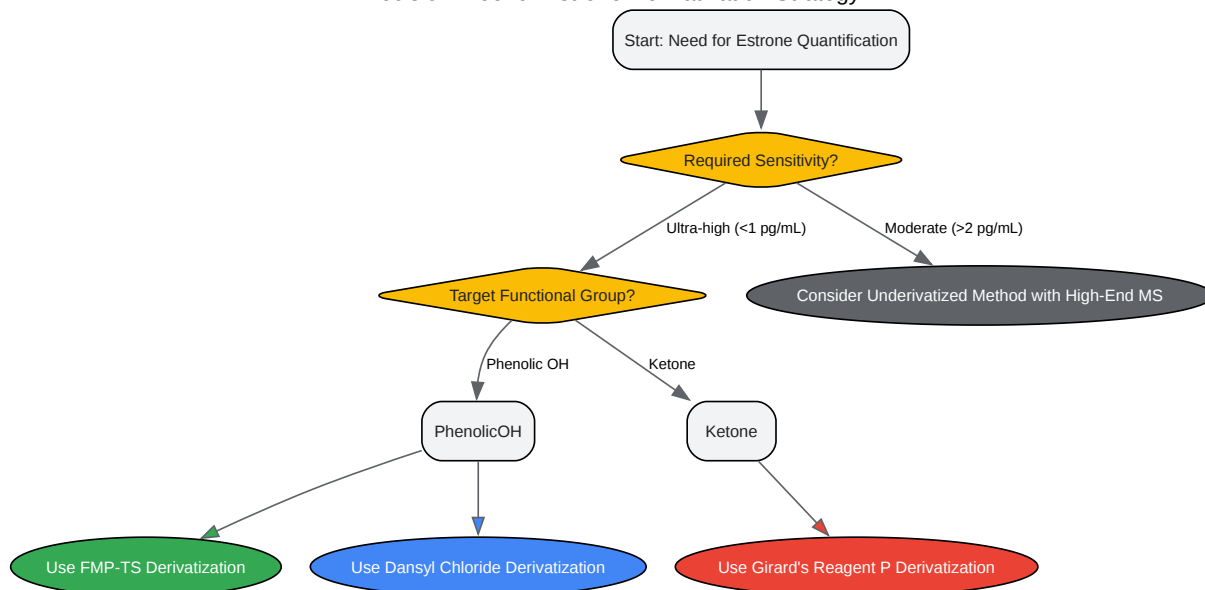 Start: Need for Estrone Quantification
Required Sensitivity?
Ultra-high (<1 pg/mL)
Moderate (>2 pg/mL)
Target Functional Group?
Consider Underivatized Method with High-End MS
Phenolic OH
Ketone
PhenolicOH
Ketone
Use FMP-TS Derivatization
Use Dansyl Chloride Derivatization
Use Girard's Reagent P Derivatization